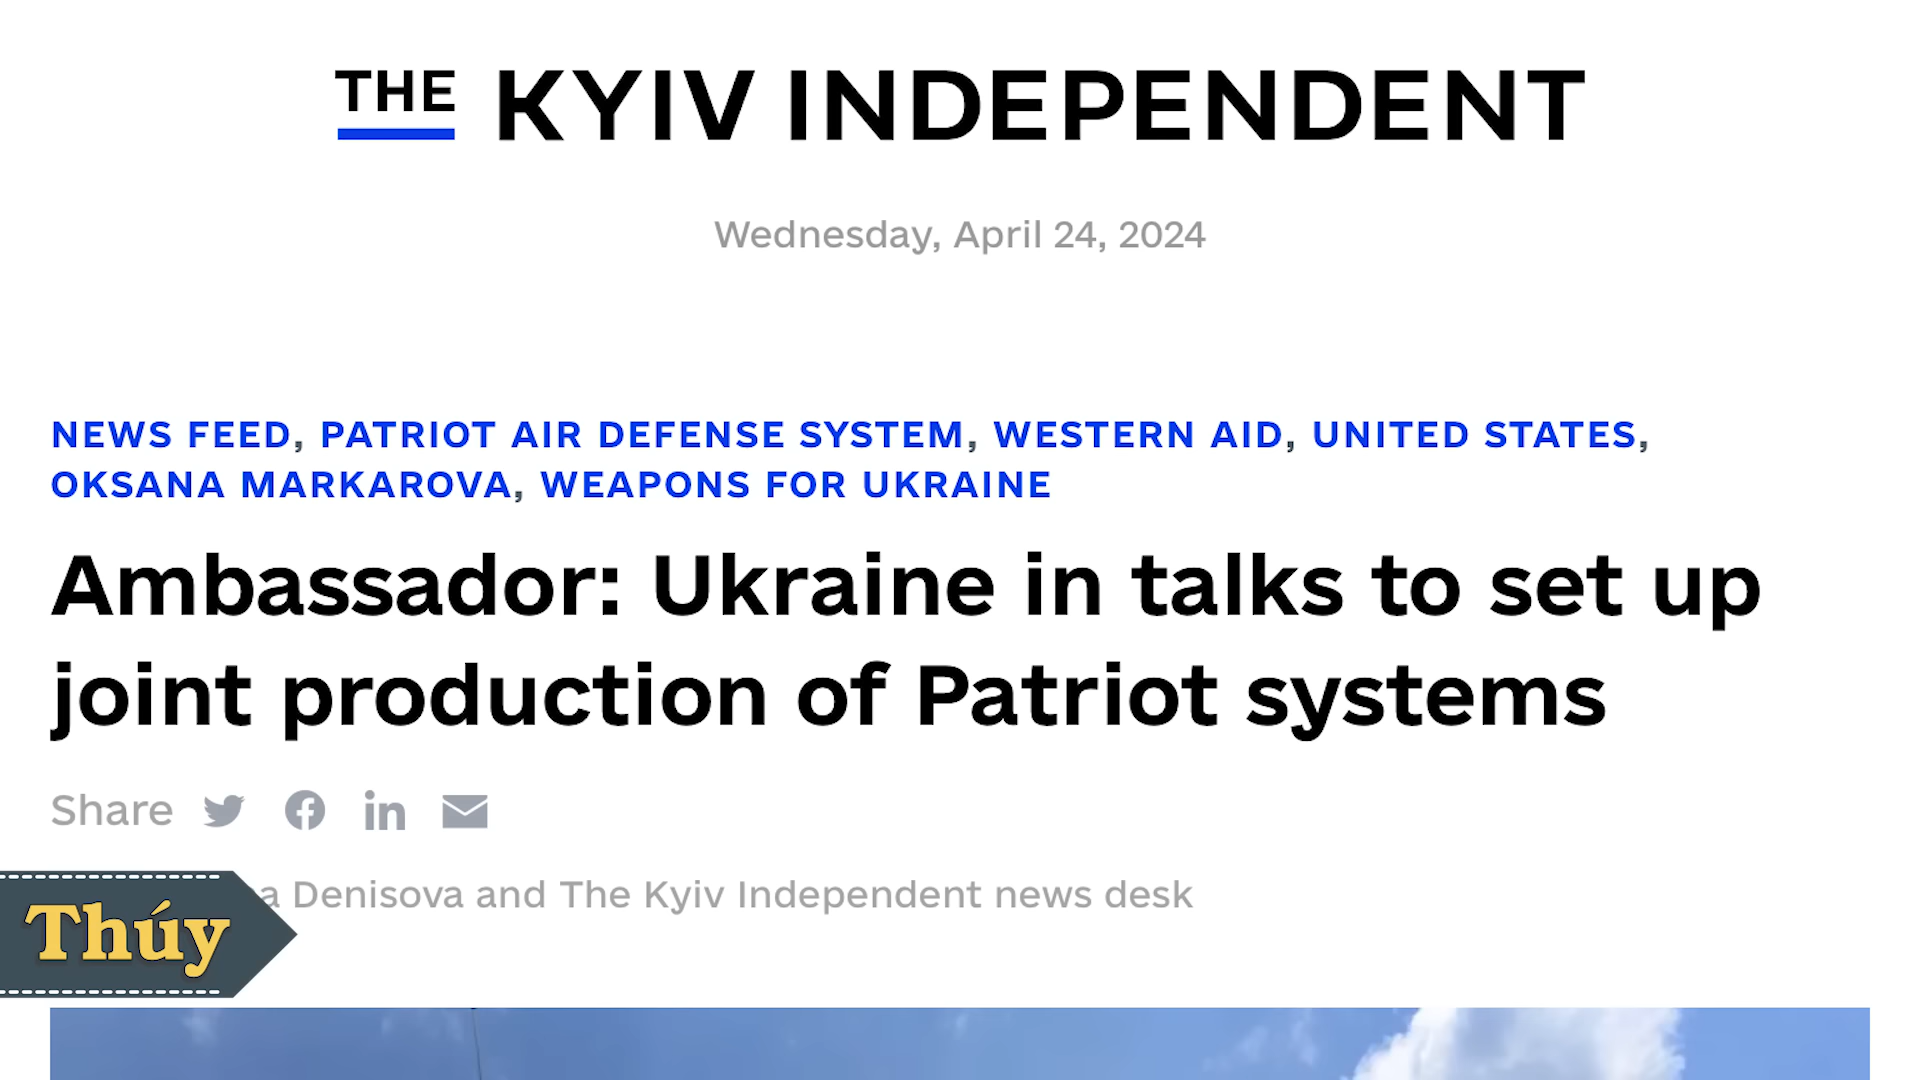 THE KYIV INDEPENDENT
Wednesday, April 24, 2024
NEWS FEED, PATRIOT AIR DEFENSE SYSTEM, WESTERN AID, UNITED STATES,
OKSANA MARKAROVA, WEAPONS FOR UKRAINE
Ambassador: Ukraine in talks to set up
joint production of Patriot systems
Share
Denisova and The Kyiv Independent news desk
Thúy